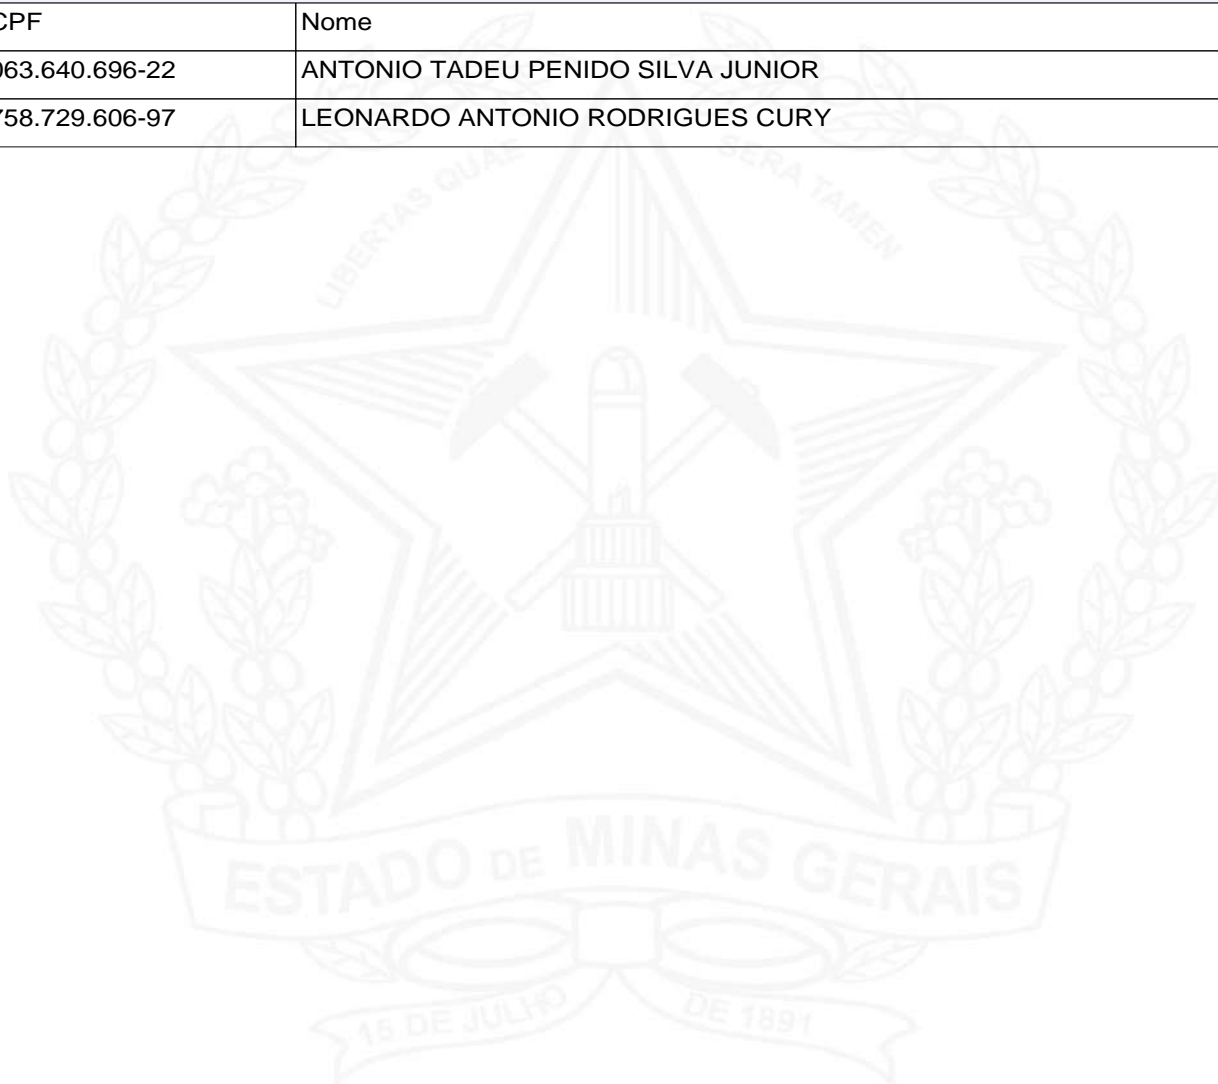 CPF Nome
063.640.696-22 ANTONIO TADEU PENIDO SILVA JUNIOR
758.729.606-97 LEONARDO ANTONIO RODRIGUES CURY
LIBERTAS QUAE SERA TAMEN
ESTADO DE MINAS GERAIS
15 DE JULHO DE 1891